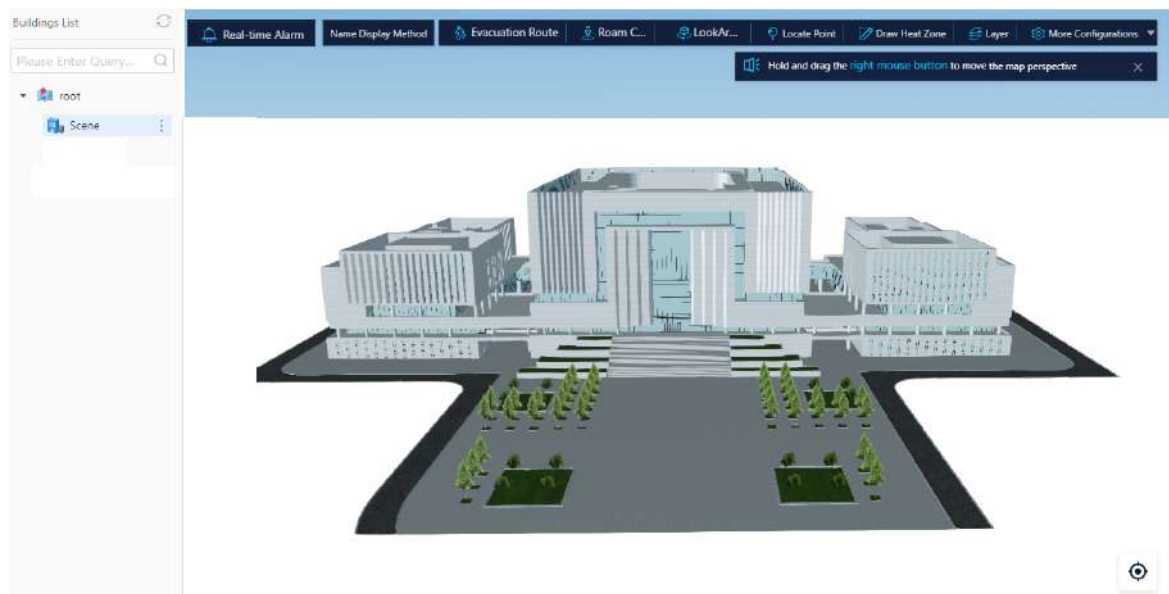 Buildings List
Please Enter Query...
root
Scene
Real-time Alarm
Name Display Method
Evacuation Route
Roam C...
LookAr...
Locate Point
Draw Heat Zone
Layer
More Configurations
Hold and drag the right mouse button to move the map perspective